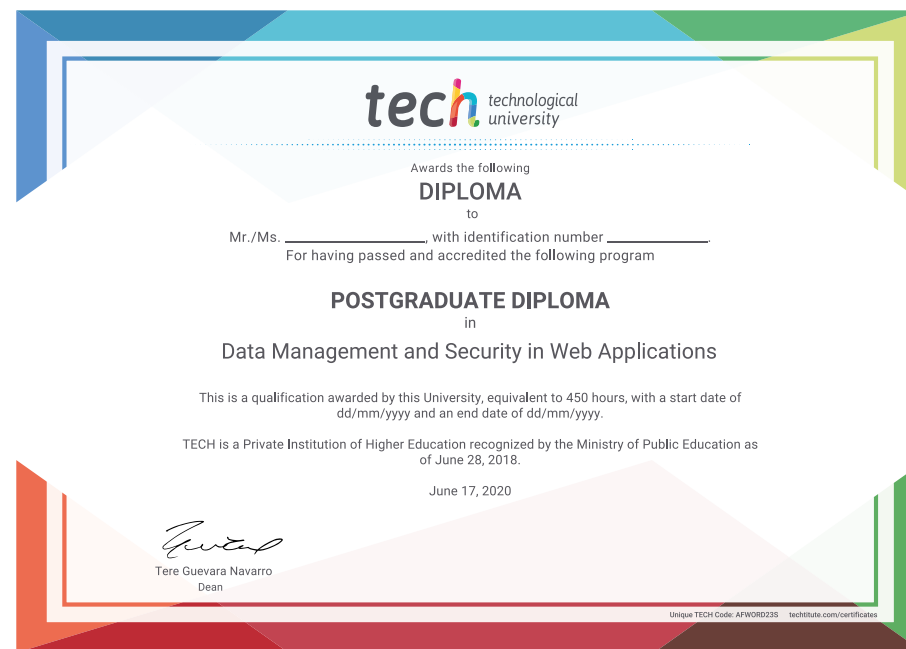 tech technological
university
Awards the following
DIPLOMA
to
Mr./Ms. ____________________, with identification number ______________.
For having passed and accredited the following program
POSTGRADUATE DIPLOMA
in
Data Management and Security in Web Applications
This is a qualification awarded by this University, equivalent to 450 hours, with a start date of
dd/mm/yyyy and an end date of dd/mm/yyyy.
TECH is a Private Institution of Higher Education recognized by the Ministry of Public Education as
of June 28, 2018.
June 17, 2020
Tere Guevara Navarro
Dean
Unique TECH Code: AFWORD23S techtitute.com/certificates